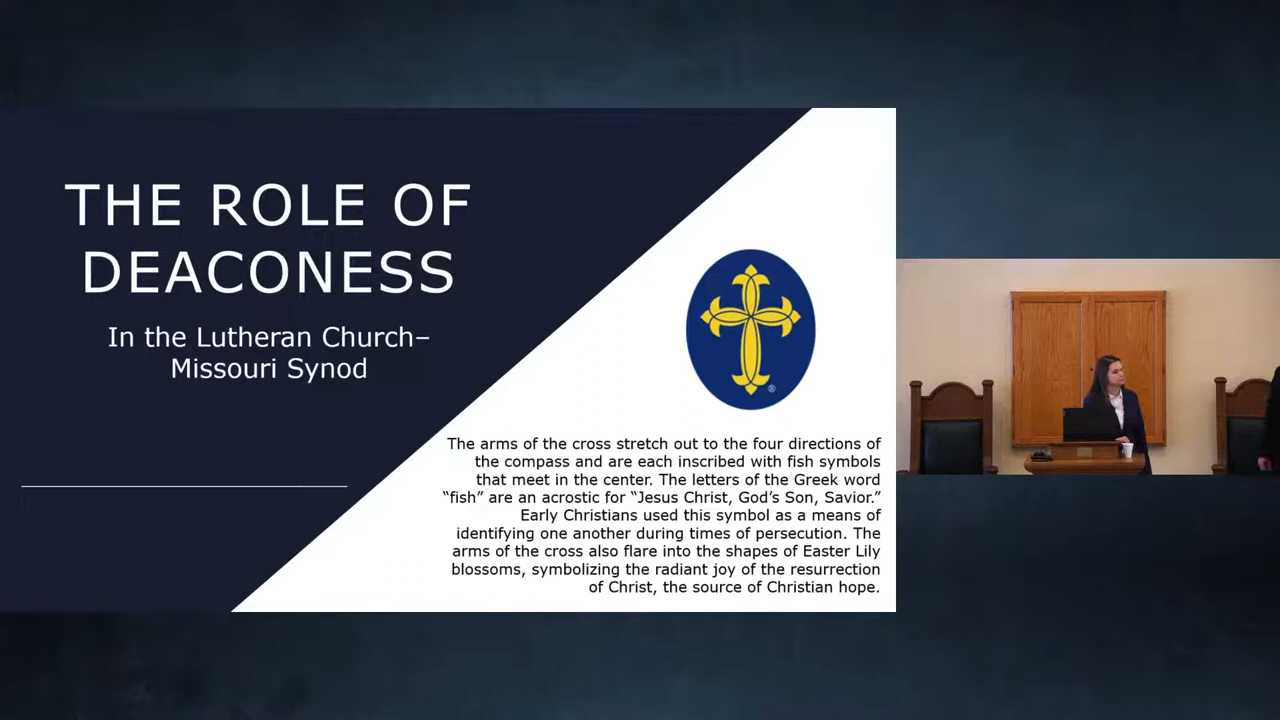 THE ROLE OF
DEACONESS
In the Lutheran Church–
Missouri Synod
®
The arms of the cross stretch out to the four directions of
the compass and are each inscribed with fish symbols
that meet in the center. The letters of the Greek word
“fish” are an acrostic for “Jesus Christ, God’s Son, Savior.”
Early Christians used this symbol as a means of
identifying one another during times of persecution. The
arms of the cross also flare into the shapes of Easter Lily
blossoms, symbolizing the radiant joy of the resurrection
of Christ, the source of Christian hope.